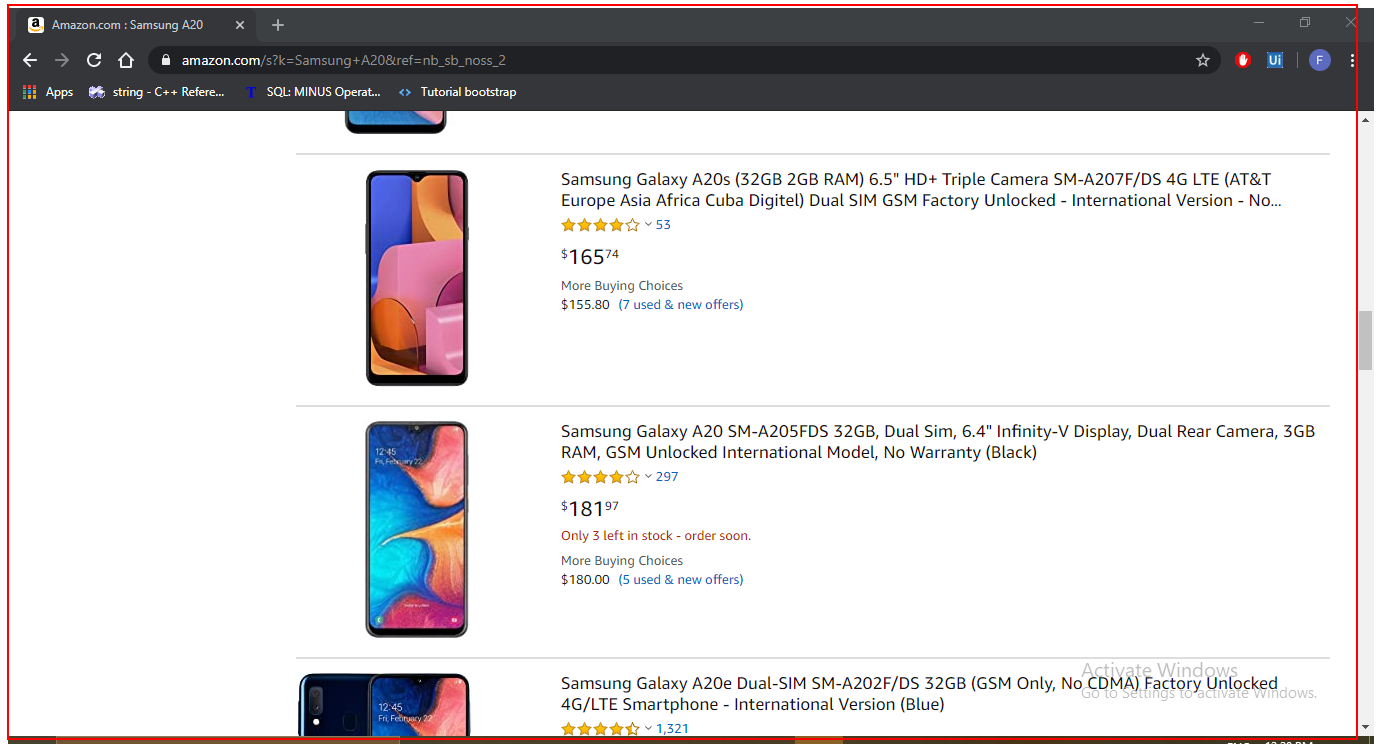 Amazon.com : Samsung A20
amazon.com/s?k=Samsung+A20&ref=nb_sb_noss_2
Ui
F
Apps
string - C++ Refere...
T SQL: MINUS Operat...
<> Tutorial bootstrap
Samsung Galaxy A20s (32GB 2GB RAM) 6.5" HD+ Triple Camera SM-A207F/DS 4G LTE (AT&T
Europe Asia Africa Cuba Digitel) Dual SIM GSM Factory Unlocked - International Version - No...
53
$165 74
More Buying Choices
$155.80 (7 used & new offers)
12:45
Fri, February 22
Samsung Galaxy A20 SM-A205FDS 32GB, Dual Sim, 6.4" Infinity-V Display, Dual Rear Camera, 3GB
RAM, GSM Unlocked International Model, No Warranty (Black)
297
$181 97
Only 3 left in stock - order soon.
More Buying Choices
$180.00 (5 used & new offers)
12:45
Fri, February 22
Samsung Galaxy A20e Dual-SIM SM-A202F/DS 32GB (GSM Only, No CDMA) Factory Unlocked
4G/LTE Smartphone - International Version (Blue)
1,321
Activate Windows
Go to Settings to activate Windows.